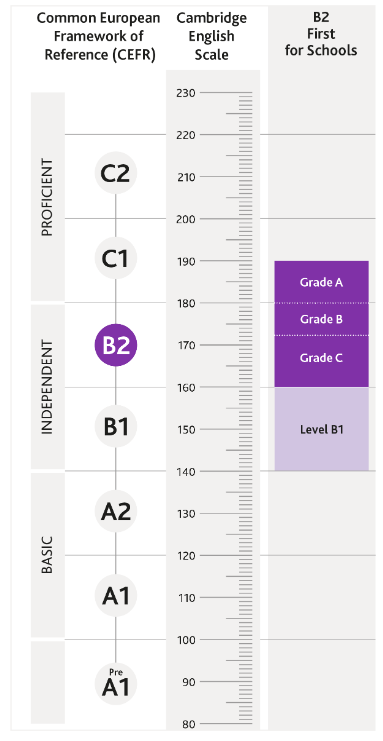 Common European
Framework of
Reference (CEFR)
Cambridge
English
Scale
B2
First
for Schools
PROFICIENT
INDEPENDENT
BASIC
C2
C1
B2
B1
A2
A1
Pre
A1
230
220
210
200
190
180
170
160
150
140
130
120
110
100
90
80
Grade A
Grade B
Grade C
Level B1